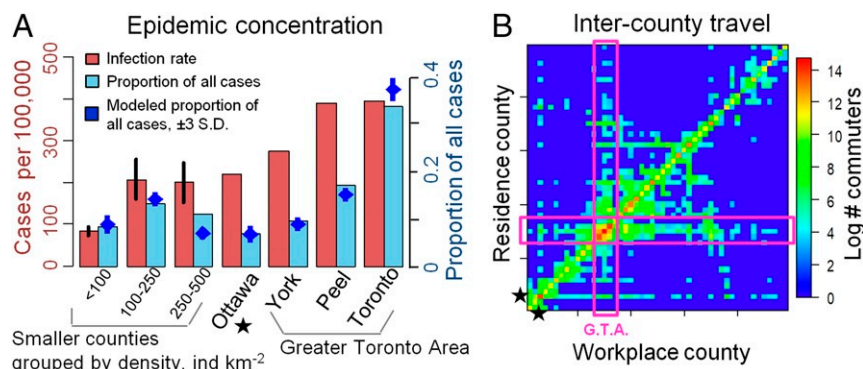 A
Epidemic concentration
Cases per 100,000
500
300
100
0
Infection rate
Proportion of all cases
Modeled proportion of
all cases, ±3 S.D.
0.4
0.2
0
Proportion of all cases
<100
100-250
250-500
Ottawa
York
Peel
Toronto
Smaller counties
grouped by density, ind km-2
Greater Toronto Area
B
Inter-county travel
Residence county
G.T.A.
Workplace county
14
12
10
8
6
4
2
0
Log # commuters